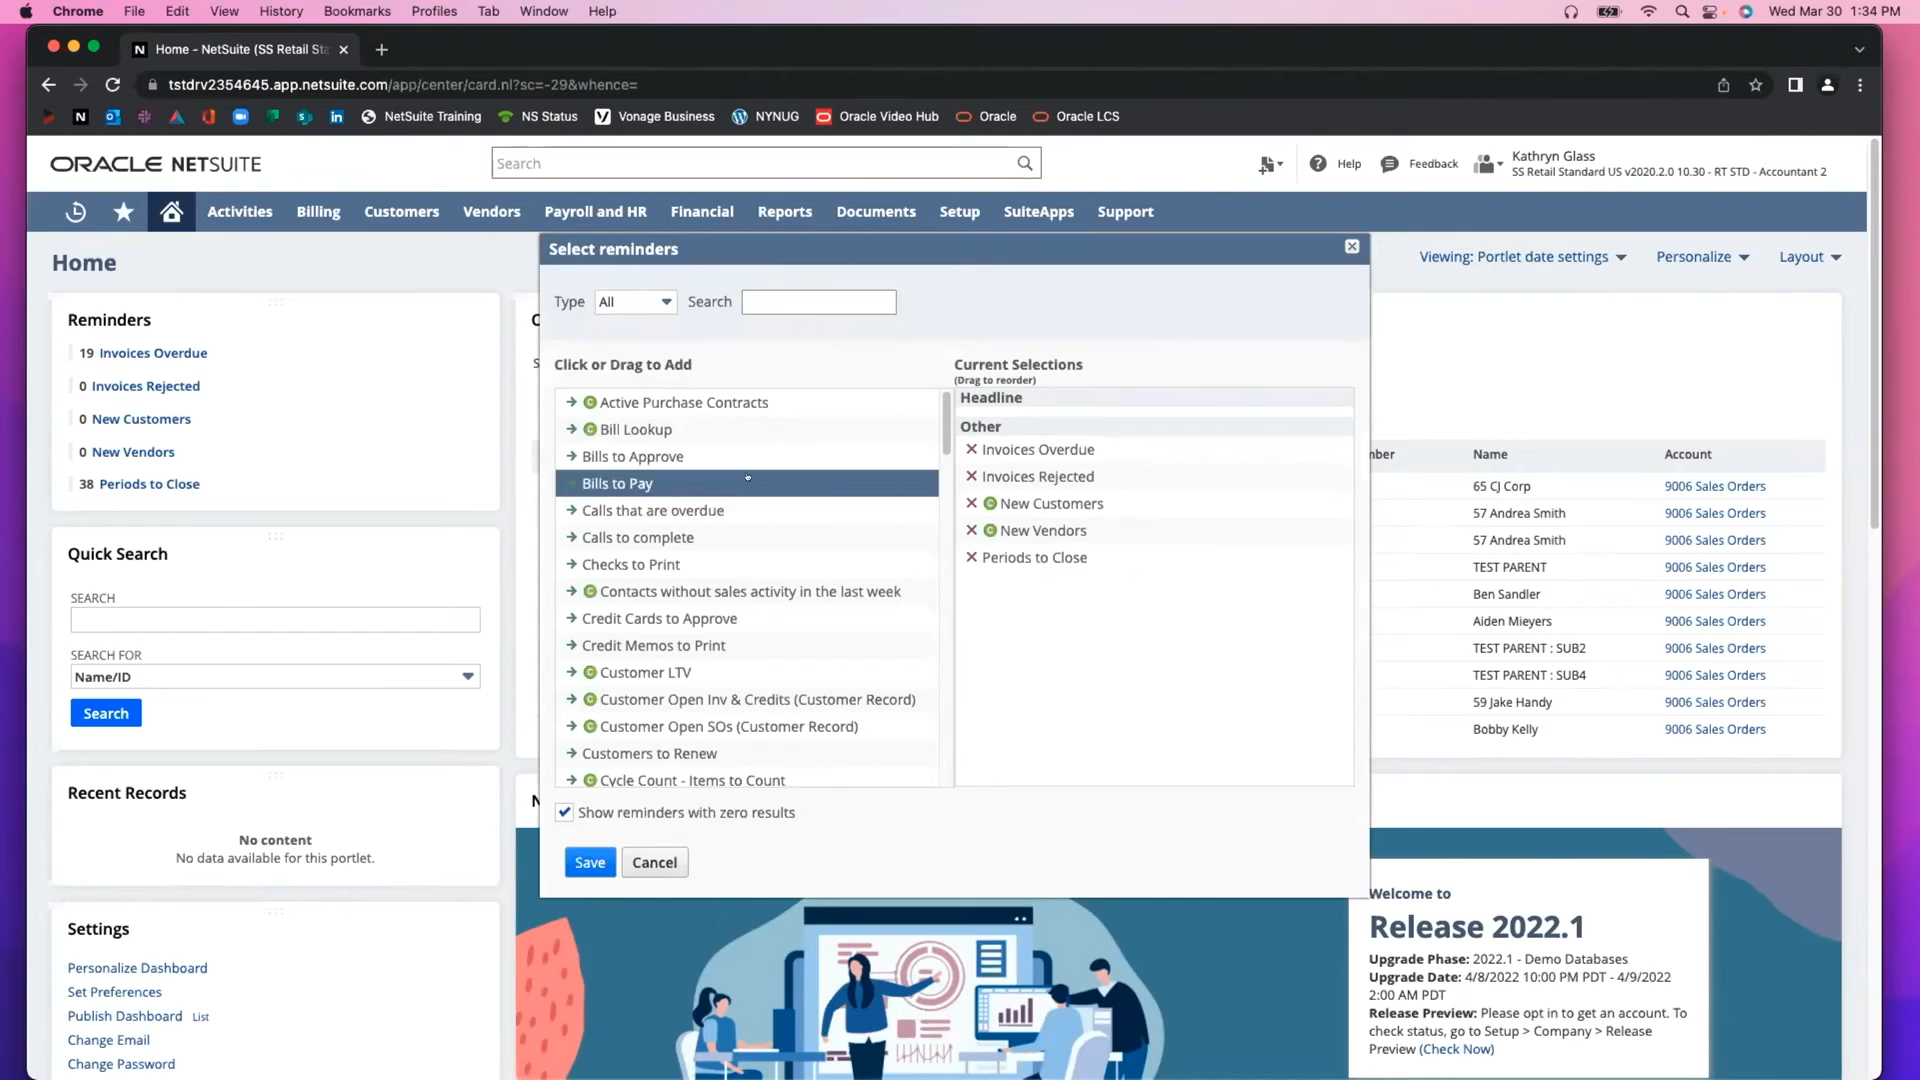 Chrome File Edit View History Bookmarks Profiles Tab Window Help Wed Mar 30 1:34 PM
Home - NetSuite (SS Retail Sta
tstdrv2354645.app.netsuite.com/app/center/card.nl?sc=-29&whence=
NetSuite Training NS Status Vonage Business NYNUG Oracle Video Hub Oracle Oracle LCS
ORACLE NETSUITE
Search
Help Feedback
Kathryn Glass
SS Retail Standard US v2020.2.0 10.30 - RT STD - Accountant 2
Activities Billing Customers Vendors Payroll and HR Financial Reports Documents Setup SuiteApps Support
Home
Viewing: Portlet date settings Personalize Layout
Reminders
19 Invoices Overdue
0 Invoices Rejected
0 New Customers
0 New Vendors
38 Periods to Close
Quick Search
SEARCH
SEARCH FOR
Name/ID
Search
Recent Records
No content
No data available for this portlet.
Settings
Personalize Dashboard
Set Preferences
Publish Dashboard List
Change Email
Change Password
Select reminders
Type All Search
Click or Drag to Add
Active Purchase Contracts
Bill Lookup
Bills to Approve
Bills to Pay
Calls that are overdue
Calls to complete
Checks to Print
Contacts without sales activity in the last week
Credit Cards to Approve
Credit Memos to Print
Customer LTV
Customer Open Inv & Credits (Customer Record)
Customer Open SOs (Customer Record)
Customers to Renew
Cycle Count - Items to Count
Current Selections
(Drag to reorder)
Headline
Other
Invoices Overdue
Invoices Rejected
New Customers
New Vendors
Periods to Close
Show reminders with zero results
Save Cancel
nber Name Account
65 CJ Corp 9006 Sales Orders
57 Andrea Smith 9006 Sales Orders
57 Andrea Smith 9006 Sales Orders
TEST PARENT 9006 Sales Orders
Ben Sandler 9006 Sales Orders
Aiden Mieyers 9006 Sales Orders
TEST PARENT : SUB2 9006 Sales Orders
TEST PARENT : SUB4 9006 Sales Orders
59 Jake Handy 9006 Sales Orders
Bobby Kelly 9006 Sales Orders
Welcome to
Release 2022.1
Upgrade Phase: 2022.1 - Demo Databases
Upgrade Date: 4/8/2022 10:00 PM PDT - 4/9/2022
2:00 AM PDT
Release Preview: Please opt in to get an account. To
check status, go to Setup > Company > Release
Preview (Check Now)